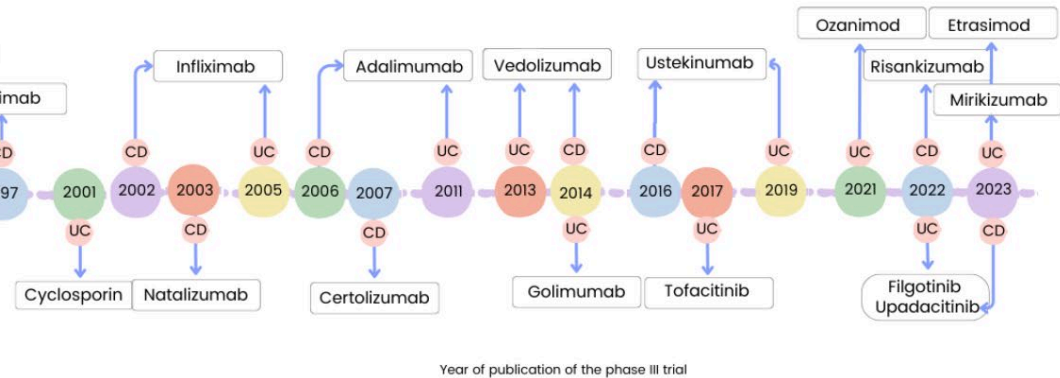 Ozanimod
Etrasimod
Infliximab
Adalimumab
Vedolizumab
Ustekinumab
Risankizumab
imab
Mirikizumab
CD
CD
UC
CD
UC
UC
CD
CD
UC
UC
CD
UC
97
2001
2002
2003
2005
2006
2007
2011
2013
2014
2016
2017
2019
2021
2022
2023
UC
CD
CD
UC
UC
UC
CD
Cyclosporin
Natalizumab
Certolizumab
Golimumab
Tofacitinib
Filgotinib
Upadacitinib
Year of publication of the phase III trial